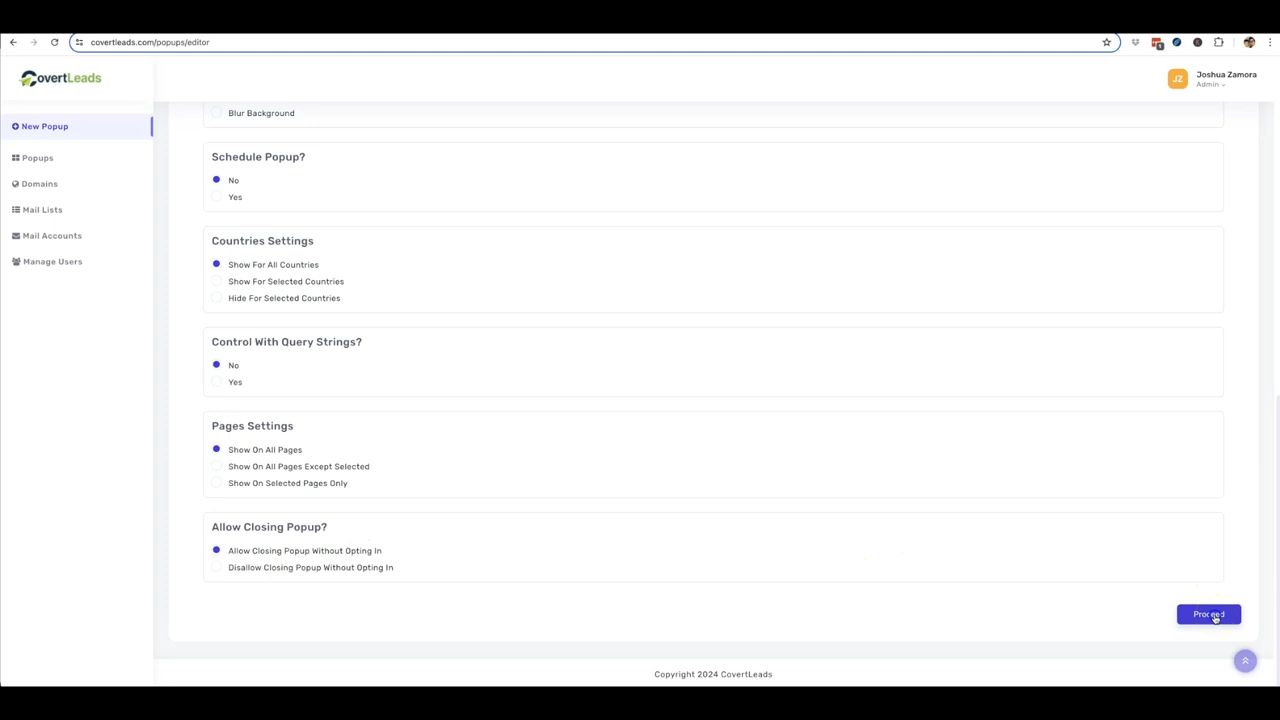 covertleads.com/popups/editor
CovertLeads
JZ
Joshua Zamora
Admin
New Popup
Popups
Domains
Mail Lists
Mail Accounts
Manage Users
Blur Background
Schedule Popup?
No
Yes
Countries Settings
Show For All Countries
Show For Selected Countries
Hide For Selected Countries
Control With Query Strings?
No
Yes
Pages Settings
Show On All Pages
Show On All Pages Except Selected
Show On Selected Pages Only
Allow Closing Popup?
Allow Closing Popup Without Opting In
Disallow Closing Popup Without Opting In
Proceed
Copyright 2024 CovertLeads